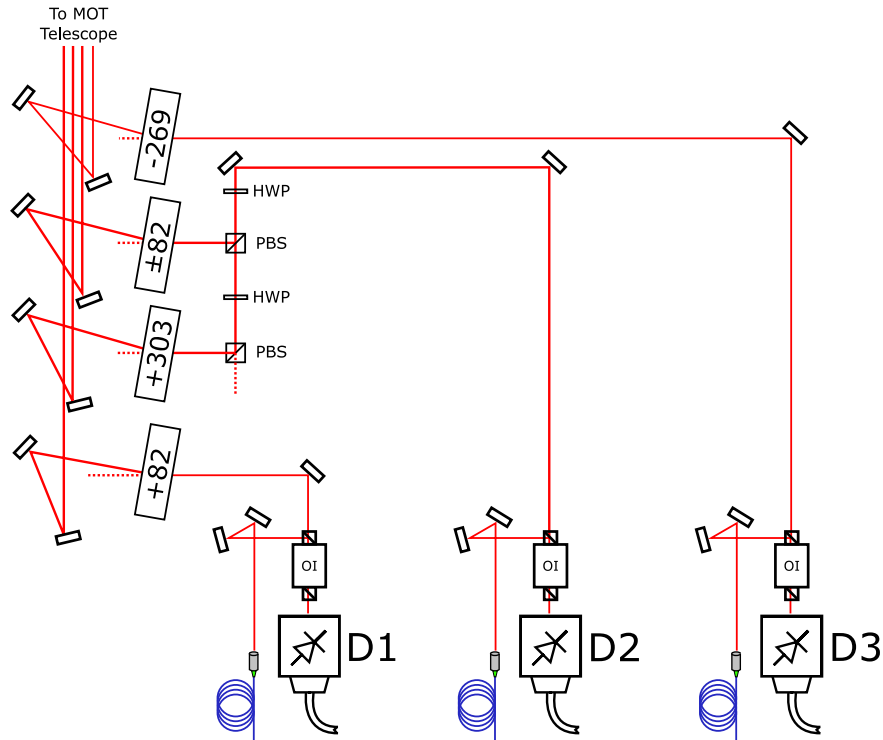 To MOT
Telescope
-269
HWP
±82
PBS
HWP
+303
PBS
+82
OI
OI
OI
D1
D2
D3